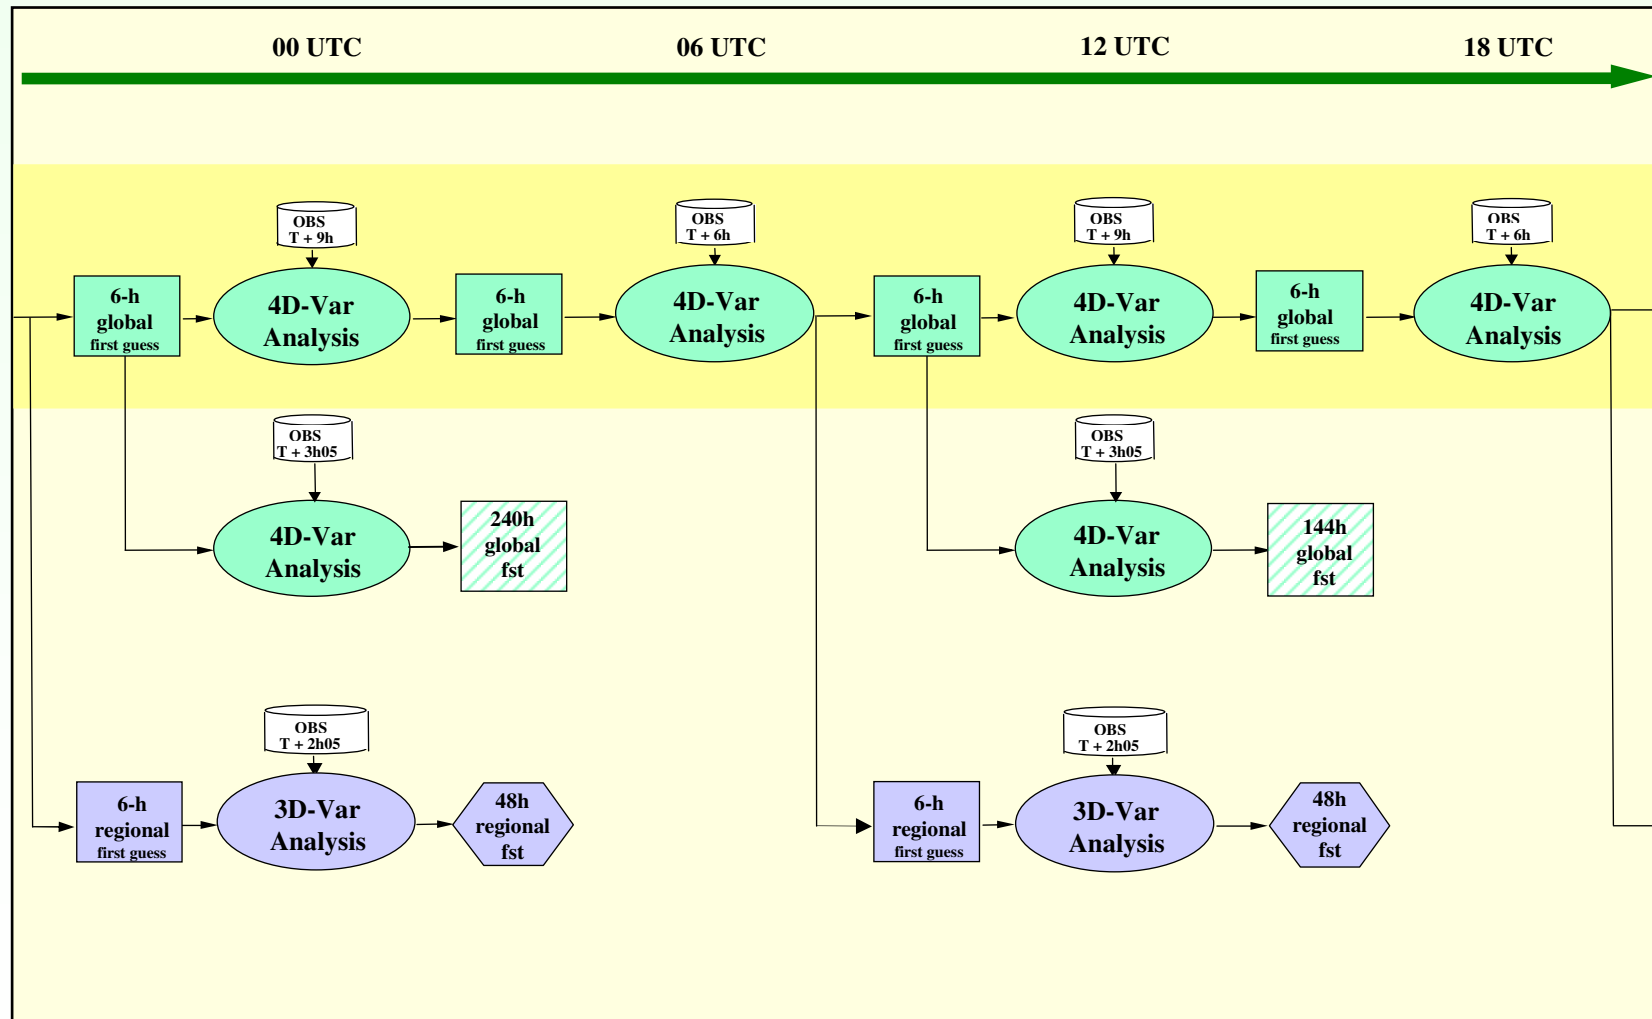 00 UTC
06 UTC
12 UTC
18 UTC
OBS
T + 9h
OBS
T + 6h
OBS
T + 9h
OBS
T + 6h
6-h
global
first guess
4D-Var
Analysis
6-h
global
first guess
4D-Var
Analysis
6-h
global
first guess
4D-Var
Analysis
6-h
global
first guess
4D-Var
Analysis
OBS
T + 3h05
OBS
T + 3h05
4D-Var
Analysis
240h
global
fst
4D-Var
Analysis
144h
global
fst
OBS
T + 2h05
OBS
T + 2h05
6-h
regional
first guess
3D-Var
Analysis
48h
regional
fst
6-h
regional
first guess
3D-Var
Analysis
48h
regional
fst